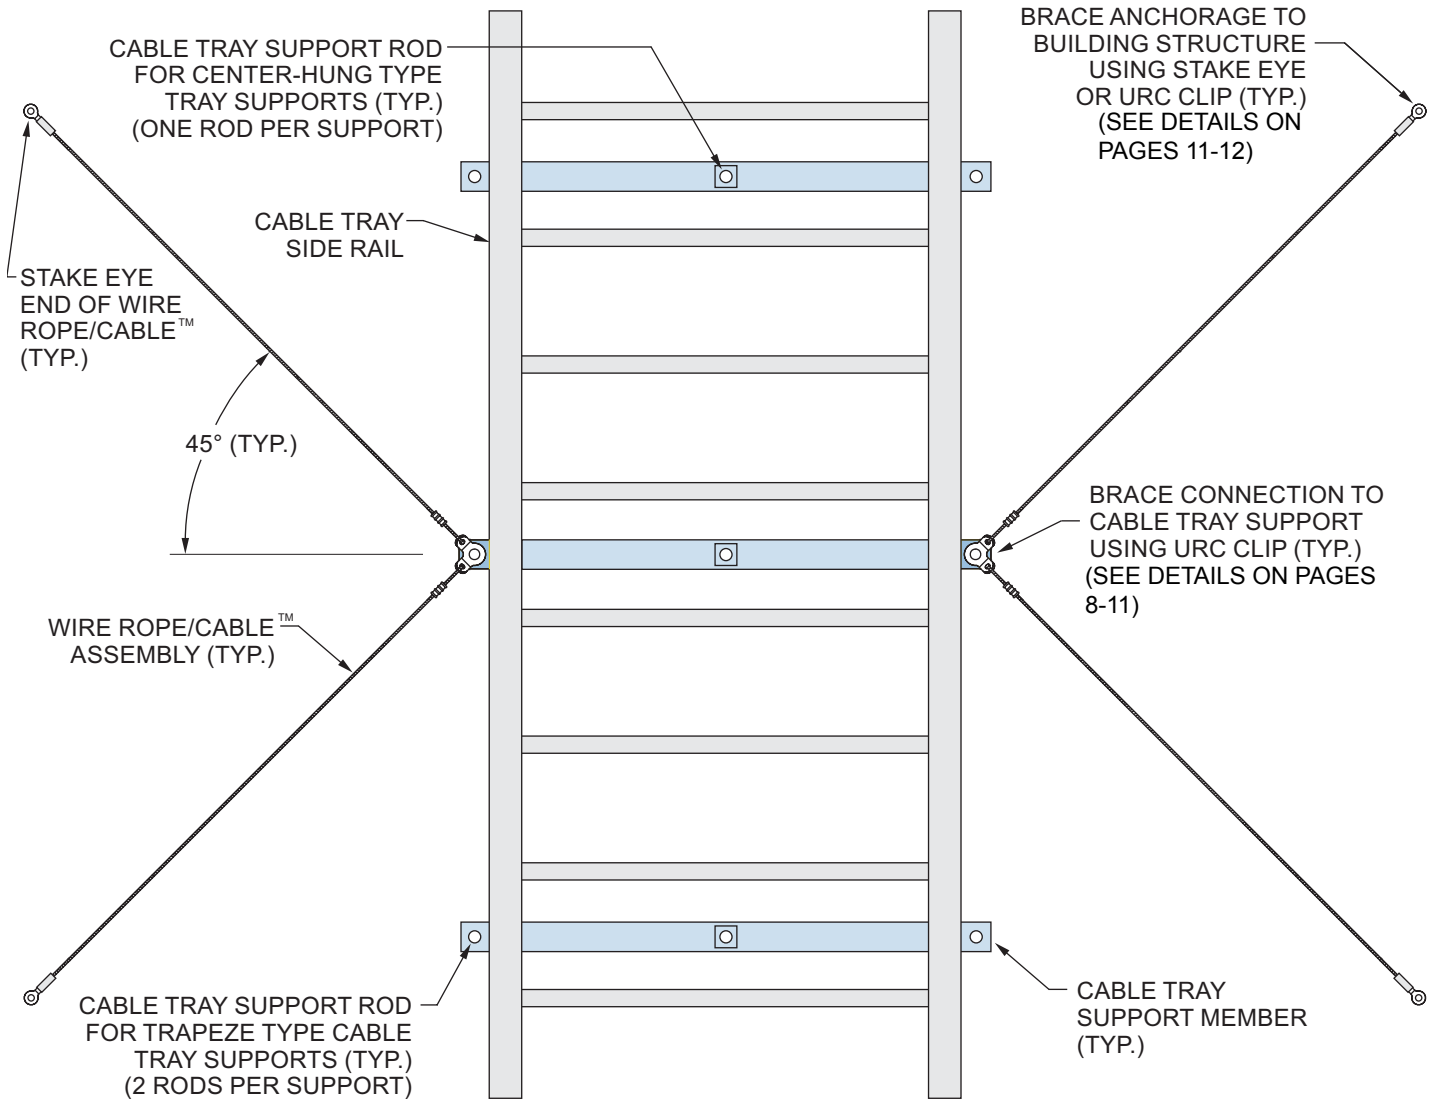 CABLE TRAY SUPPORT ROD
FOR CENTER-HUNG TYPE
TRAY SUPPORTS (TYP.)
(ONE ROD PER SUPPORT)
BRACE ANCHORAGE TO
BUILDING STRUCTURE
USING STAKE EYE
OR URC CLIP (TYP.)
(SEE DETAILS ON
PAGES 11-12)
CABLE TRAY
SIDE RAIL
STAKE EYE
END OF WIRE
ROPE/CABLE™
(TYP.)
45° (TYP.)
BRACE CONNECTION TO
CABLE TRAY SUPPORT
USING URC CLIP (TYP.)
(SEE DETAILS ON PAGES
8-11)
WIRE ROPE/CABLE™
ASSEMBLY (TYP.)
CABLE TRAY SUPPORT ROD
FOR TRAPEZE TYPE CABLE
TRAY SUPPORTS (TYP.)
(2 RODS PER SUPPORT)
CABLE TRAY
SUPPORT MEMBER
(TYP.)